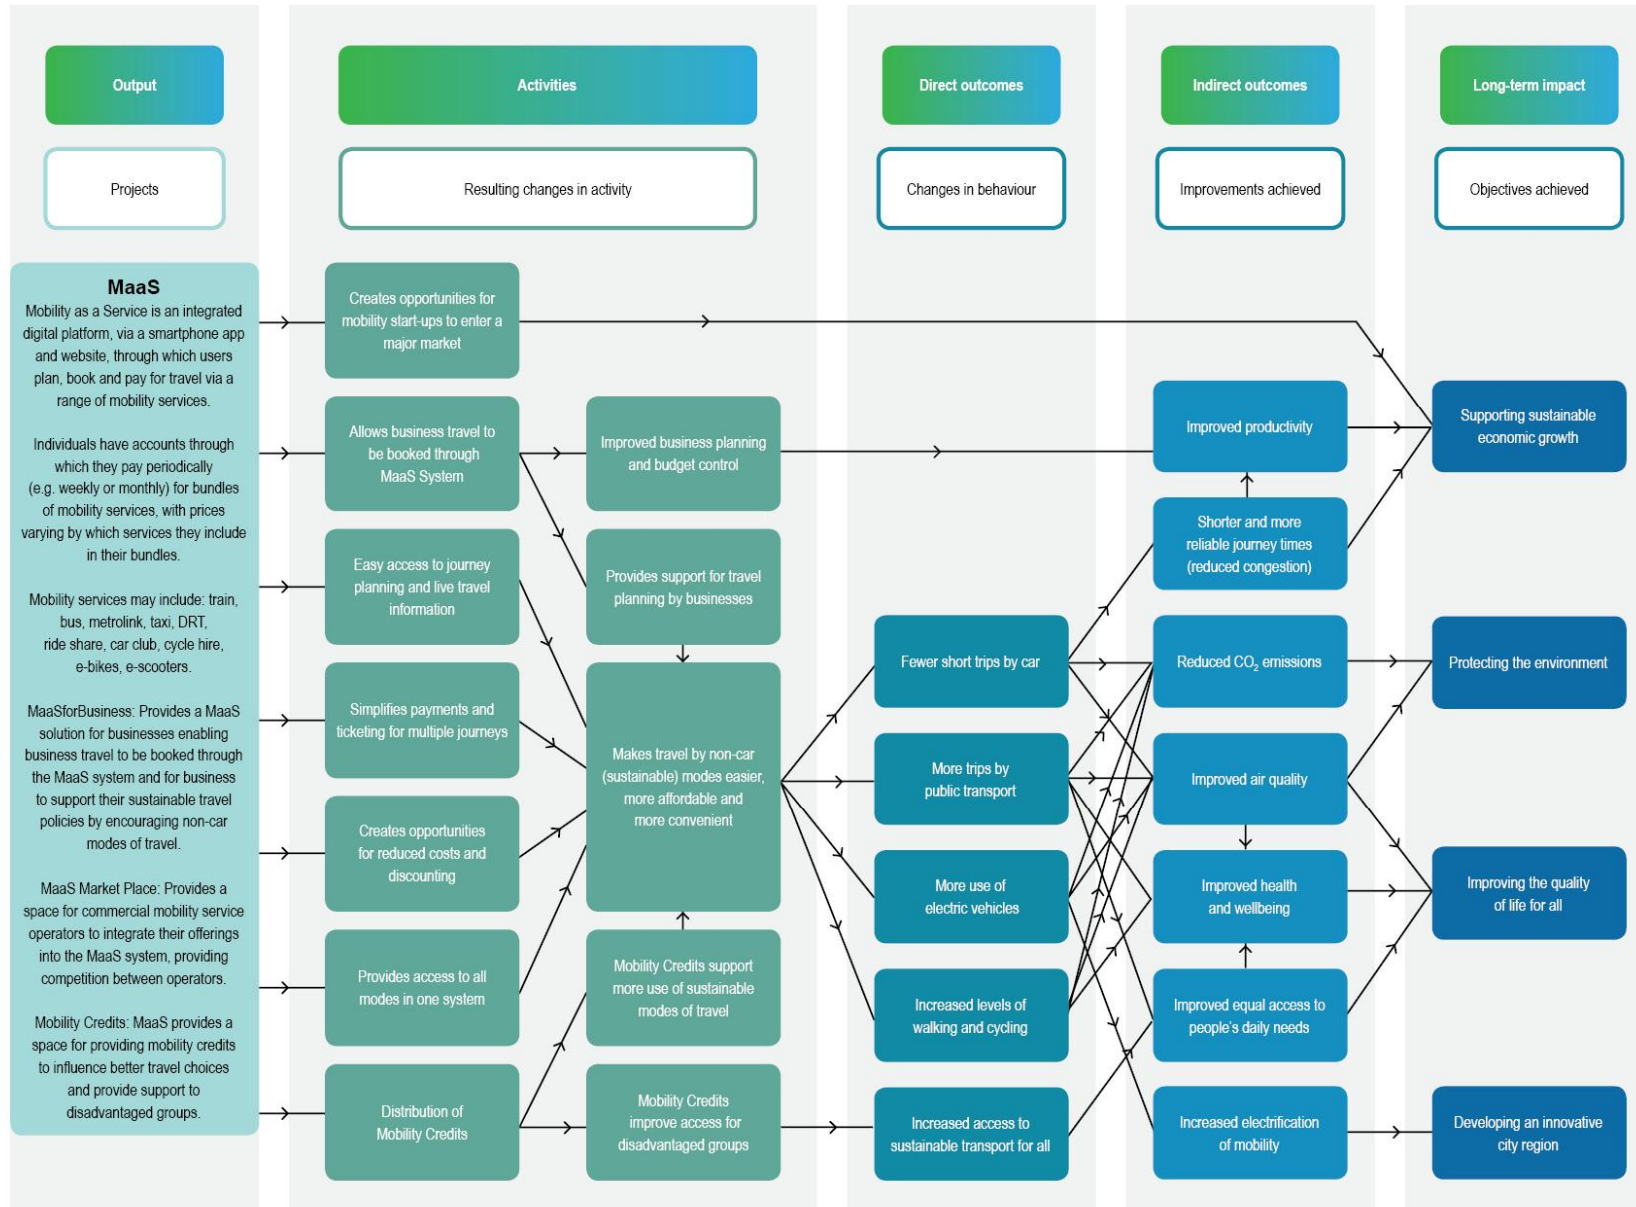 Output
Activities
Direct outcomes
Indirect outcomes
Long-term impact
Projects
Resulting changes in activity
Changes in behaviour
Improvements achieved
Objectives achieved
MaaS
Mobility as a Service is an integrated
digital platform, via a smartphone app
and website, through which users
plan, book and pay for travel via a
range of mobility services.
Individuals have accounts through
which they pay periodically
(e.g. weekly or monthly) for bundles
of mobility services, with prices
varying by which services they include
in their bundles.
Mobility services may include: train,
bus, metrolink, taxi, DRT,
ride share, car club, cycle hire,
e-bikes, e-scooters.
MaaSforBusiness: Provides a MaaS
solution for businesses enabling
business travel to be booked through
the MaaS system and for business
to support their sustainable travel
policies by encouraging non-car
modes of travel.
MaaS Market Place: Provides a
space for commercial mobility service
operators to integrate their offerings
into the MaaS system, providing
competition between operators.
Mobility Credits: MaaS provides a
space for providing mobility credits
to influence better travel choices
and provide support to
disadvantaged groups.
Creates opportunities for
mobility start-ups to enter a
major market
Allows business travel to
be booked through
MaaS System
Easy access to journey
planning and live travel
information
Simplifies payments and
ticketing for multiple journeys
Creates opportunities
for reduced costs and
discounting
Provides access to all
modes in one system
Distribution of
Mobility Credits
Improved business planning
and budget control
Provides support for travel
planning by businesses
Makes travel by non-car
(sustainable) modes easier,
more affordable and
more convenient
Mobility Credits support
more use of sustainable
modes of travel
Mobility Credits
improve access for
disadvantaged groups
Fewer short trips by car
More trips by
public transport
More use of
electric vehicles
Increased levels of
walking and cycling
Increased access to
sustainable transport for all
Improved productivity
Shorter and more
reliable journey times
(reduced congestion)
Reduced CO₂ emissions
Improved air quality
Improved health
and wellbeing
Improved equal access to
people's daily needs
Increased electrification
of mobility
Supporting sustainable
economic growth
Protecting the environment
Improving the quality
of life for all
Developing an innovative
city region